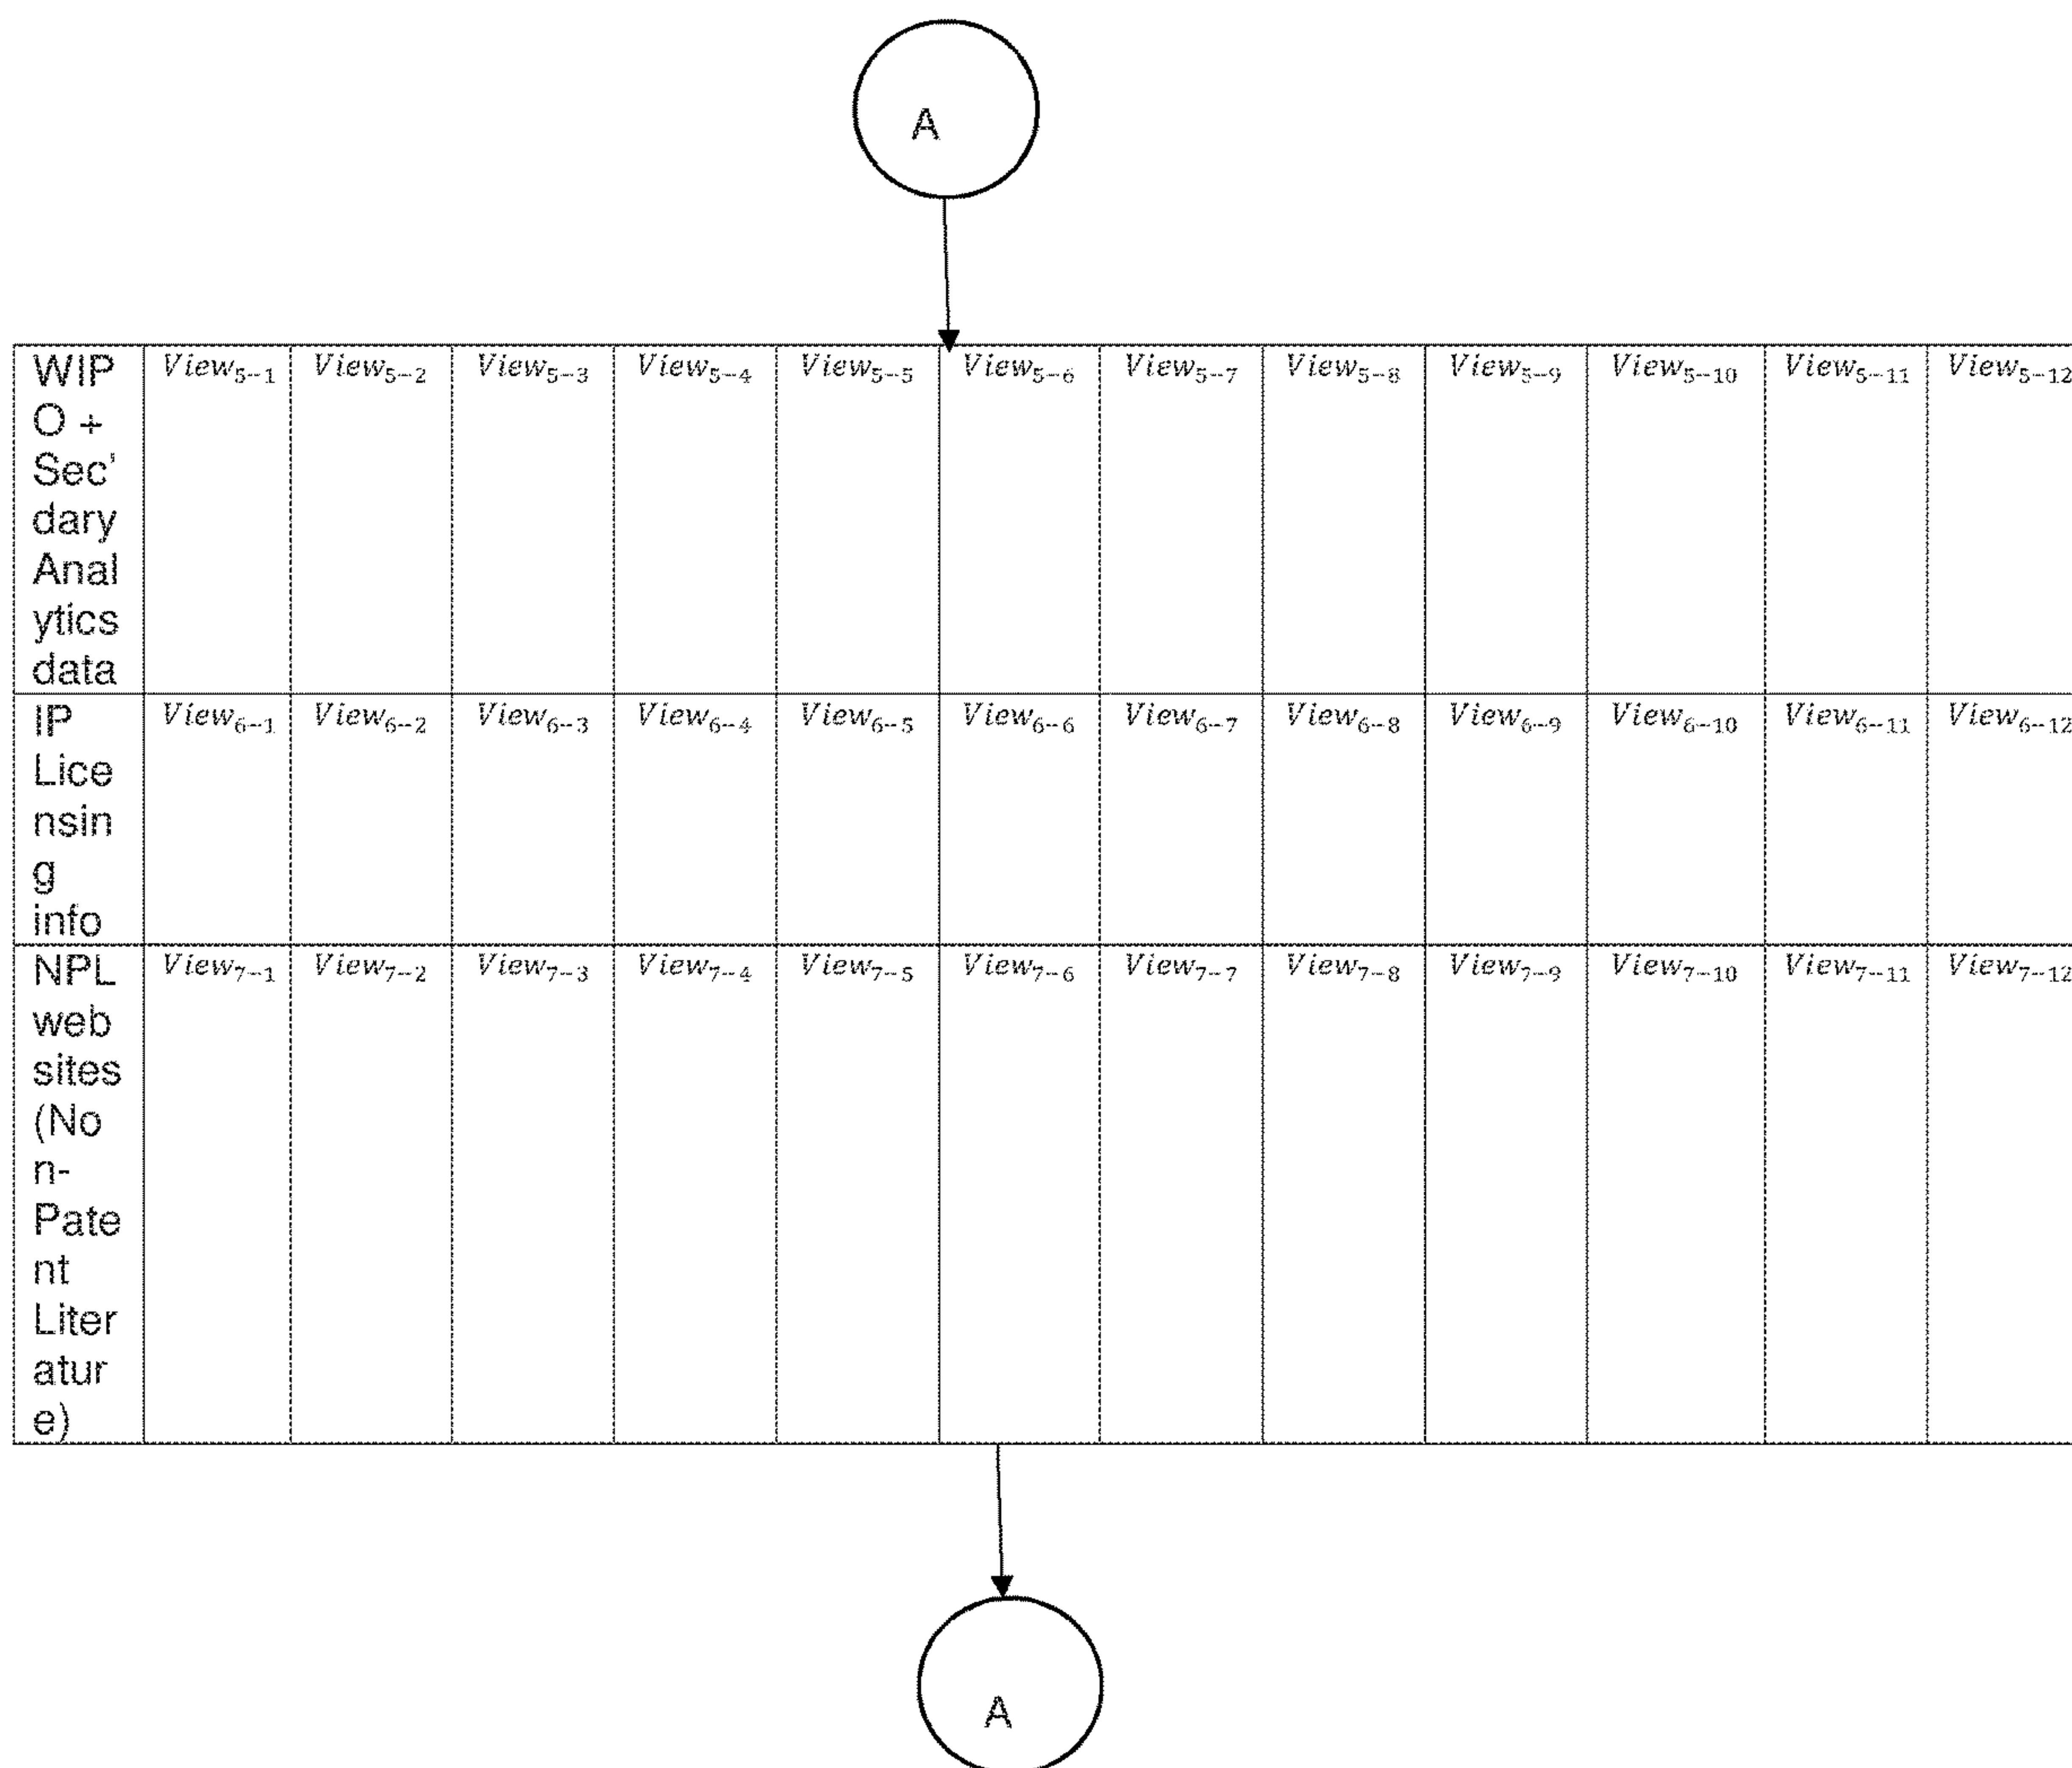 A
WIP View5-1 View5-2 View5-3 View5-4 View5-5 View5-6 View5-7 View5-8 View5-9 View5-10 View5-11 View5-12
O +
Sec'
dary
Anal
ytics
data
IP View6-1 View6-2 View6-3 View6-4 View6-5 View6-6 View6-7 View6-8 View6-9 View6-10 View6-11 View6-12
Lice
nsin
g
info
NPL View7-1 View7-2 View7-3 View7-4 View7-5 View7-6 View7-7 View7-8 View7-9 View7-10 View7-11 View7-12
web
sites
(No
n-
Pate
nt
Liter
atur
e)
A